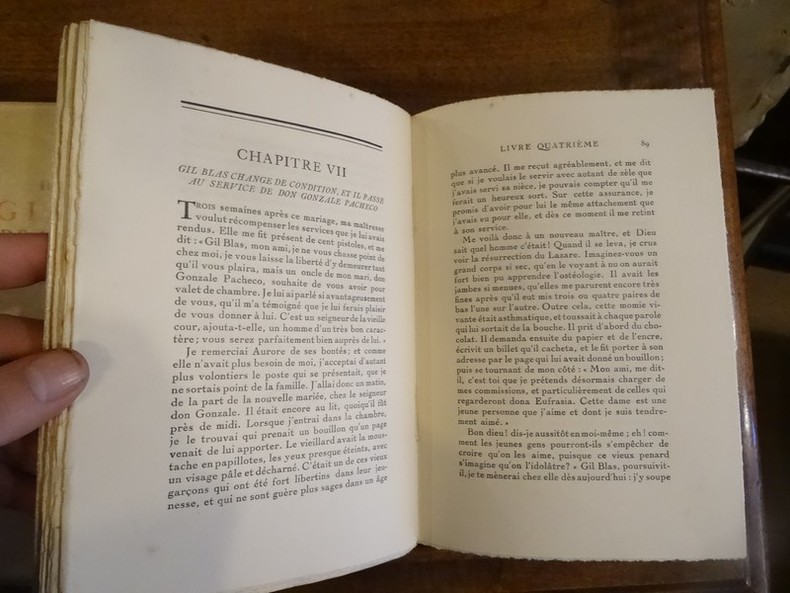 CHAPITRE VII
GIL BLAS CHANGE DE CONDITION, ET IL PASSE
AU SERVICE DE DON GONZALE PACHECO
TROIS semaines après ce mariage, ma maîtresse
voulut récompenser les services que je lui avais
rendus. Elle me fit présent de cent pistoles, et me
dit : « Gil Blas, mon ami, je ne vous chasse point de
chez moi, je vous laisse la liberté d'y demeurer tant
qu'il vous plaira, mais un oncle de mon mari, don
Gonzale Pacheco, souhaite de vous avoir pour
valet de chambre. Je lui ai parlé si avantageusement
de vous, qu'il m'a témoigné que je lui ferais plaisir
de vous donner à lui. C'est un seigneur de la vieille
cour, ajouta-t-elle, un homme d'un très bon carac-
tère ; vous serez parfaitement bien auprès de lui. »
Je remerciai Aurore de ses bontés ; et comme
elle n'avait plus besoin de moi, j'acceptai d'autant
plus volontiers le poste qui se présentait, que je
ne sortais point de la famille. J'allai donc un matin,
de la part de la nouvelle mariée, chez le seigneur
don Gonzale. Il était encore au lit, quoiqu'il fût
près de midi. Lorsque j'entrai dans la chambre,
je le trouvai qui prenait un bouillon qu'un page
venait de lui apporter. Le vieillard avait la mous-
tache en papillotes, les yeux presque éteints, avec
un visage pâle et décharné. C'était un de ces vieux
garçons qui ont été fort libertins dans leur jeu-
nesse, et qui ne sont guère plus sages dans un âge
LIVRE QUATRIÈME 89
plus avancé. Il me reçut agréablement, et me dit
que si je voulais le servir avec autant de zèle que
j'avais servi sa nièce, je pouvais compter qu'il me
ferait un heureux sort. Sur cette assurance, je
promis d'avoir pour lui le même attachement que
j'avais eu pour elle, et dès ce moment il me retint
à son service.
Me voilà donc à un nouveau maître, et Dieu
sait quel homme c'était ! Quand il se leva, je crus
voir la résurrection du Lazare. Imaginez-vous un
grand corps si sec, qu'en le voyant à nu on aurait
fort bien pu apprendre l'ostéologie. Il avait les
jambes si menues, qu'elles me parurent encore très
fines après qu'il eut mis trois ou quatre paires de
bas l'une sur l'autre. Outre cela, cette momie vi-
vante était asthmatique, et toussait à chaque parole
qui lui sortait de la bouche. Il prit d'abord du cho-
colat. Il demanda ensuite du papier et de l'encre,
écrivit un billet qu'il cacheta, et le fit porter à son
adresse par le page qui lui avait donné un bouillon ;
puis se tournant de mon côté : « Mon ami, me dit-
il, c'est toi que je prétends désormais charger de
mes commissions, et particulièrement de celles qui
regarderont dona Eufrasia. Cette dame est une
jeune personne que j'aime et dont je suis tendre-
ment aimé. »
Bon dieu ! dis-je aussitôt en moi-même ; eh ! com-
ment les jeunes gens pourront-ils s'empêcher de
croire qu'on les aime, puisque ce vieux penard
s'imagine qu'on l'idolâtre ? « Gil Blas, poursuivit-
il, je te mènerai chez elle dès aujourd'hui : j'y soupe